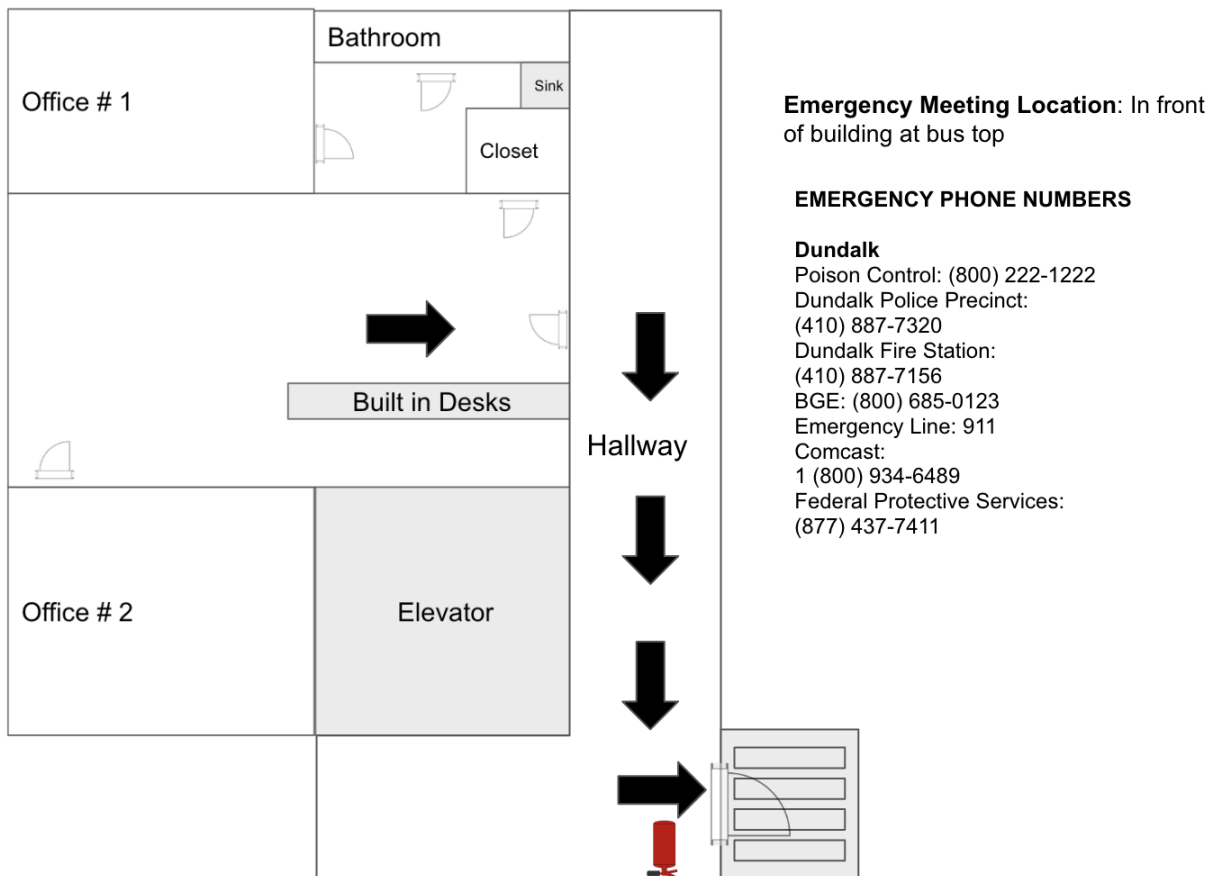 Bathroom
Office # 1
Sink
Closet
Built in Desks
Hallway
Office # 2
Elevator
Emergency Meeting Location: In front
of building at bus top
EMERGENCY PHONE NUMBERS
Dundalk
Poison Control: (800) 222-1222
Dundalk Police Precinct:
(410) 887-7320
Dundalk Fire Station:
(410) 887-7156
BGE: (800) 685-0123
Emergency Line: 911
Comcast:
1 (800) 934-6489
Federal Protective Services:
(877) 437-7411